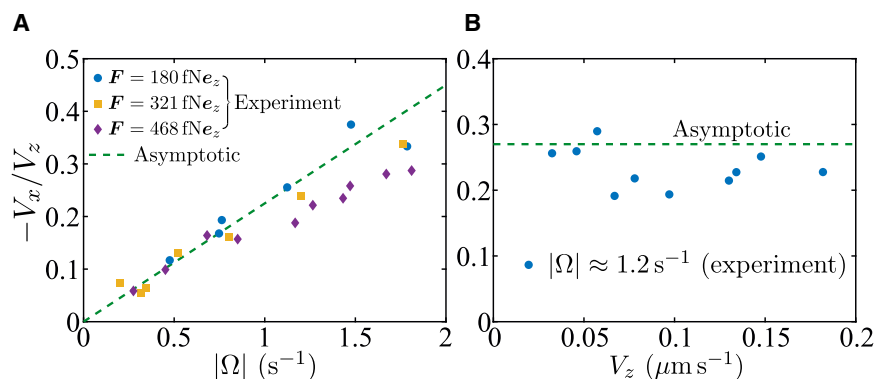 A
B
0.5
0.4
0.3
0.2
0.1
0
−V_x/V_z
F = 180 fN e_z
F = 321 fN e_z
F = 468 fN e_z
Experiment
Asymptotic
0 0.5 1 1.5 2
|Ω| (s⁻¹)
0.4
0.3
0.2
0.1
0
Asymptotic
|Ω| ≈ 1.2 s⁻¹ (experiment)
0 0.05 0.1 0.15 0.2
V_z (μm s⁻¹)